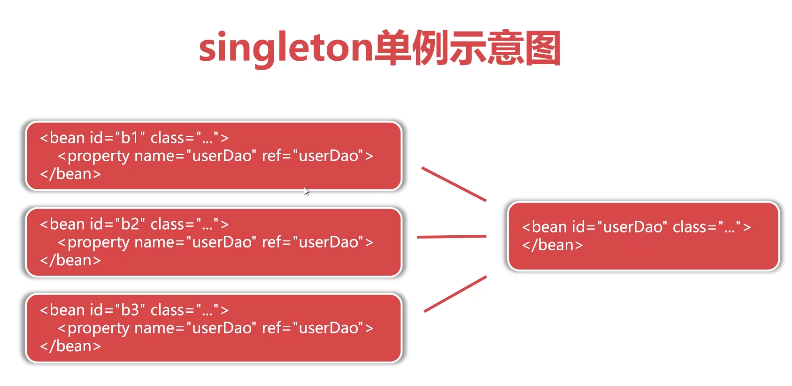 singleton单例示意图
<bean id="b1" class="...">
<property name="userDao" ref="userDao">
</bean>
<bean id="b2" class="...">
<property name="userDao" ref="userDao">
</bean>
<bean id="b3" class="...">
<property name="userDao" ref="userDao">
</bean>
<bean id="userDao" class="...">
</bean>